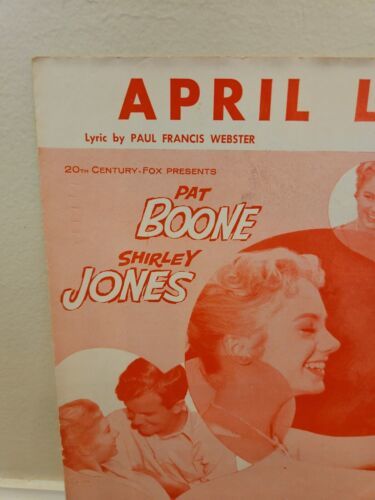 APRIL L
Lyric by PAUL FRANCIS WEBSTER
20TH CENTURY-FOX PRESENTS
PAT
BOONE
SHIRLEY
JONES